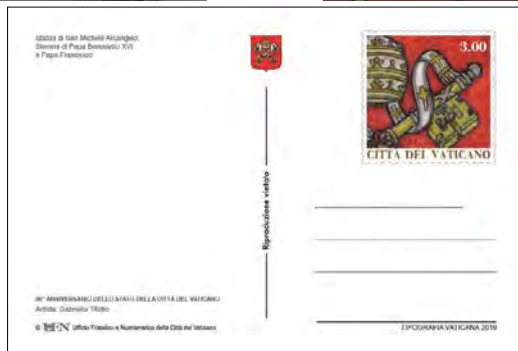 Statua di San Michele Arcangelo,
Stemmi di Papa Benedetto XVI
e Papa Francesco
3.00
CITTÀ DEL VATICANO
Riproduzione vietata
90° ANNIVERSARIO DELLO STATO DELLA CITTÀ DEL VATICANO
Artista: Gabriella Titotto
© Ufficio Filatelico e Numismatico della Città del Vaticano
TIPOGRAFIA VATICANA 2019